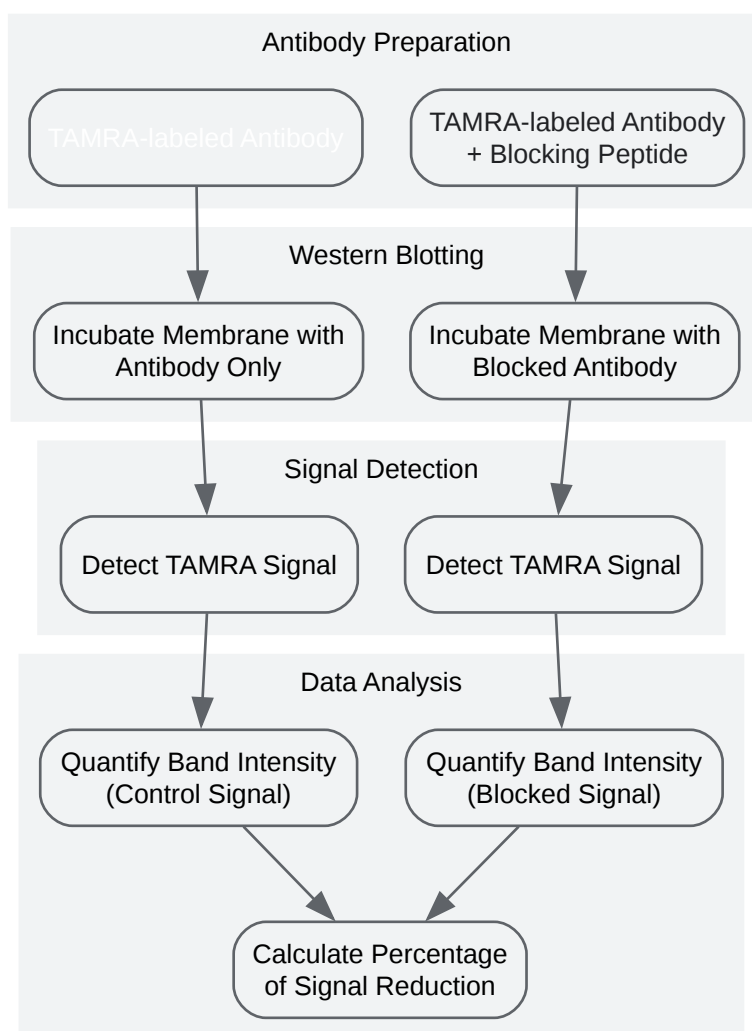 Antibody Preparation
TAMRA-labeled Antibody
TAMRA-labeled Antibody
+ Blocking Peptide
Western Blotting
Incubate Membrane with
Antibody Only
Incubate Membrane with
Blocked Antibody
Signal Detection
Detect TAMRA Signal
Detect TAMRA Signal
Data Analysis
Quantify Band Intensity
(Control Signal)
Quantify Band Intensity
(Blocked Signal)
Calculate Percentage
of Signal Reduction